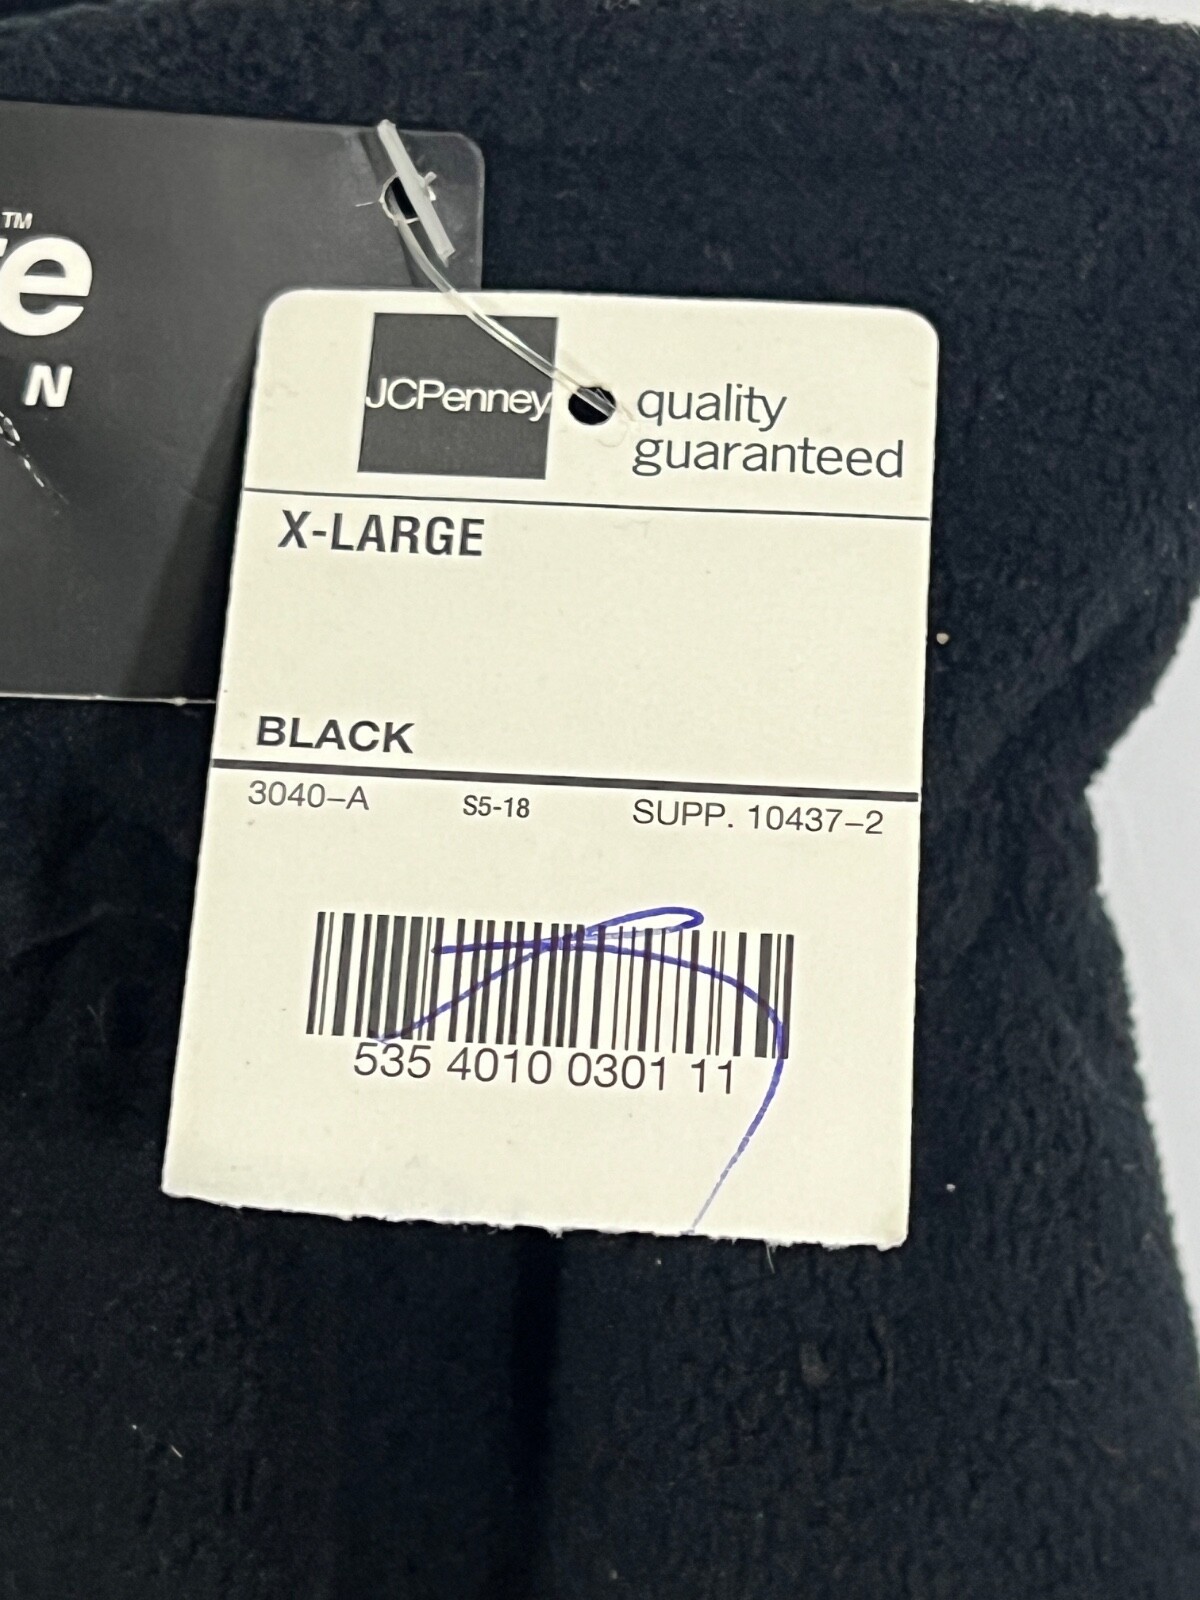 TM
N
JCPenney
quality
guaranteed
X-LARGE
BLACK
3040-A S5-18 SUPP. 10437-2
535 4010 0301 11